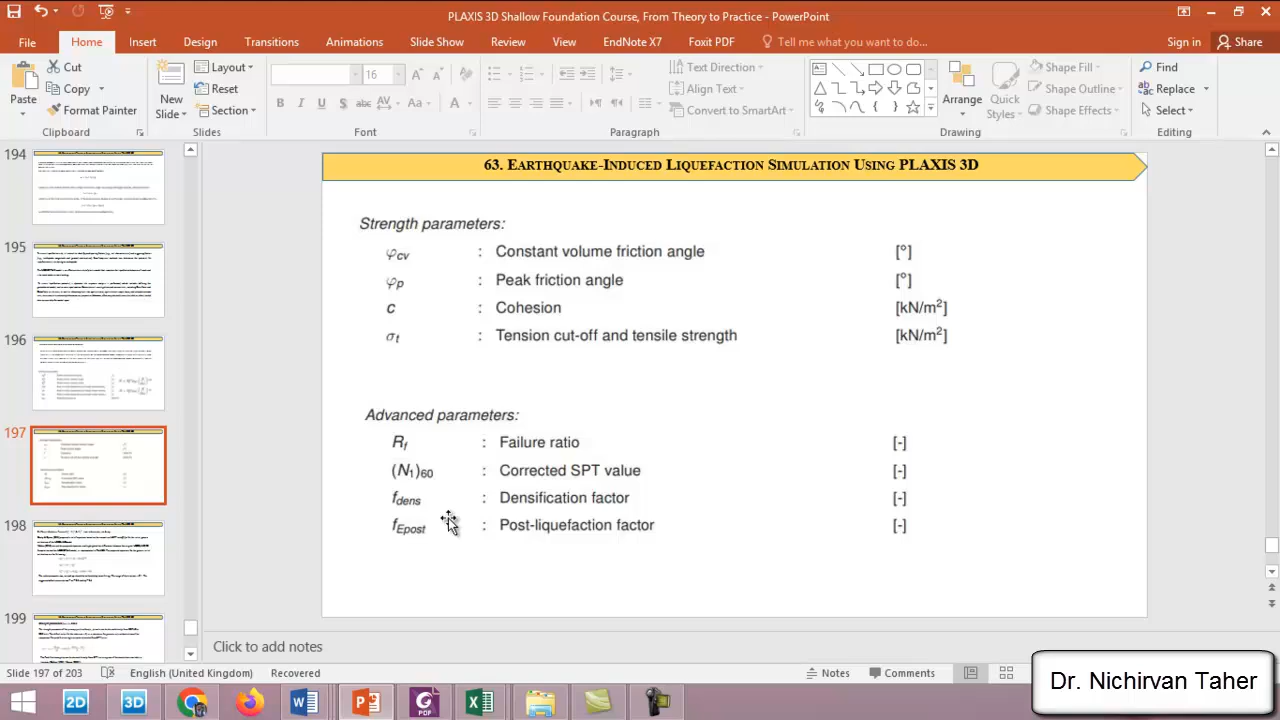 PLAXIS 3D Shallow Foundation Course, From Theory to Practice - PowerPoint
File Home Insert Design Transitions Animations Slide Show Review View EndNote X7 Foxit PDF Tell me what you want to do... Sign in Share
Paste
Cut
Copy
Format Painter
Clipboard
New Slide
Layout
Reset
Section
Slides
16
Font
Text Direction
Align Text
Convert to SmartArt
Paragraph
Arrange
Quick Styles
Shape Fill
Shape Outline
Shape Effects
Drawing
Find
Replace
Select
Editing
194
195
196
197
198
199
EARTHQUAKE-INDUCED LIQUEFACTION SIMULATION USING PLAXIS 3D
Strength parameters:
φcv : Constant volume friction angle [°]
φp : Peak friction angle [°]
c : Cohesion [kN/m²]
σt : Tension cut-off and tensile strength [kN/m²]
Advanced parameters:
Rf : Failure ratio [-]
(N1)60 : Corrected SPT value [-]
fdens : Densification factor [-]
fEpost : Post-liquefaction factor [-]
Click to add notes
Slide 197 of 203 English (United Kingdom) Recovered Notes Comments
2D 3D
PDF
Dr. Nichirvan Taher